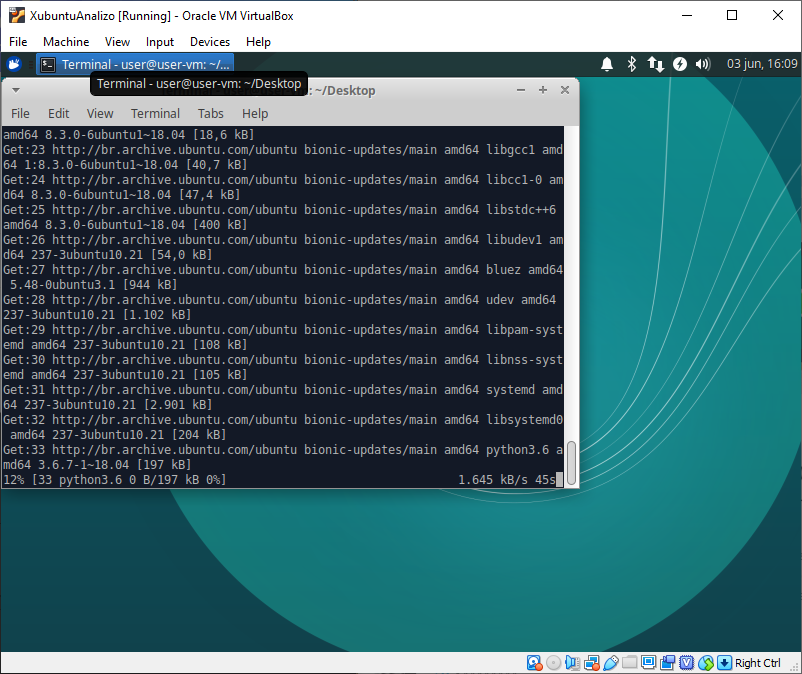 XubuntuAnalizo [Running] - Oracle VM VirtualBox
File Machine View Input Devices Help
Terminal - user@user-vm: ~/... 03 jun, 16:09
Terminal - user@user-vm: ~/Desktop
: ~/Desktop
File Edit View Terminal Tabs Help
amd64 8.3.0-6ubuntu1~18.04 [18,6 kB]
Get:23 http://br.archive.ubuntu.com/ubuntu bionic-updates/main amd64 libgcc1 amd
64 1:8.3.0-6ubuntu1~18.04 [40,7 kB]
Get:24 http://br.archive.ubuntu.com/ubuntu bionic-updates/main amd64 libcc1-0 am
d64 8.3.0-6ubuntu1~18.04 [47,4 kB]
Get:25 http://br.archive.ubuntu.com/ubuntu bionic-updates/main amd64 libstdc++6
amd64 8.3.0-6ubuntu1~18.04 [400 kB]
Get:26 http://br.archive.ubuntu.com/ubuntu bionic-updates/main amd64 libudev1 am
d64 237-3ubuntu10.21 [54,0 kB]
Get:27 http://br.archive.ubuntu.com/ubuntu bionic-updates/main amd64 bluez amd64
5.48-0ubuntu3.1 [944 kB]
Get:28 http://br.archive.ubuntu.com/ubuntu bionic-updates/main amd64 udev amd64
237-3ubuntu10.21 [1.102 kB]
Get:29 http://br.archive.ubuntu.com/ubuntu bionic-updates/main amd64 libpam-syst
emd amd64 237-3ubuntu10.21 [108 kB]
Get:30 http://br.archive.ubuntu.com/ubuntu bionic-updates/main amd64 libnss-syst
emd amd64 237-3ubuntu10.21 [105 kB]
Get:31 http://br.archive.ubuntu.com/ubuntu bionic-updates/main amd64 systemd amd
64 237-3ubuntu10.21 [2.901 kB]
Get:32 http://br.archive.ubuntu.com/ubuntu bionic-updates/main amd64 libsystemd0
amd64 237-3ubuntu10.21 [204 kB]
Get:33 http://br.archive.ubuntu.com/ubuntu bionic-updates/main amd64 python3.6 a
md64 3.6.7-1~18.04 [197 kB]
12% [33 python3.6 0 B/197 kB 0%] 1.645 kB/s 45s
Right Ctrl